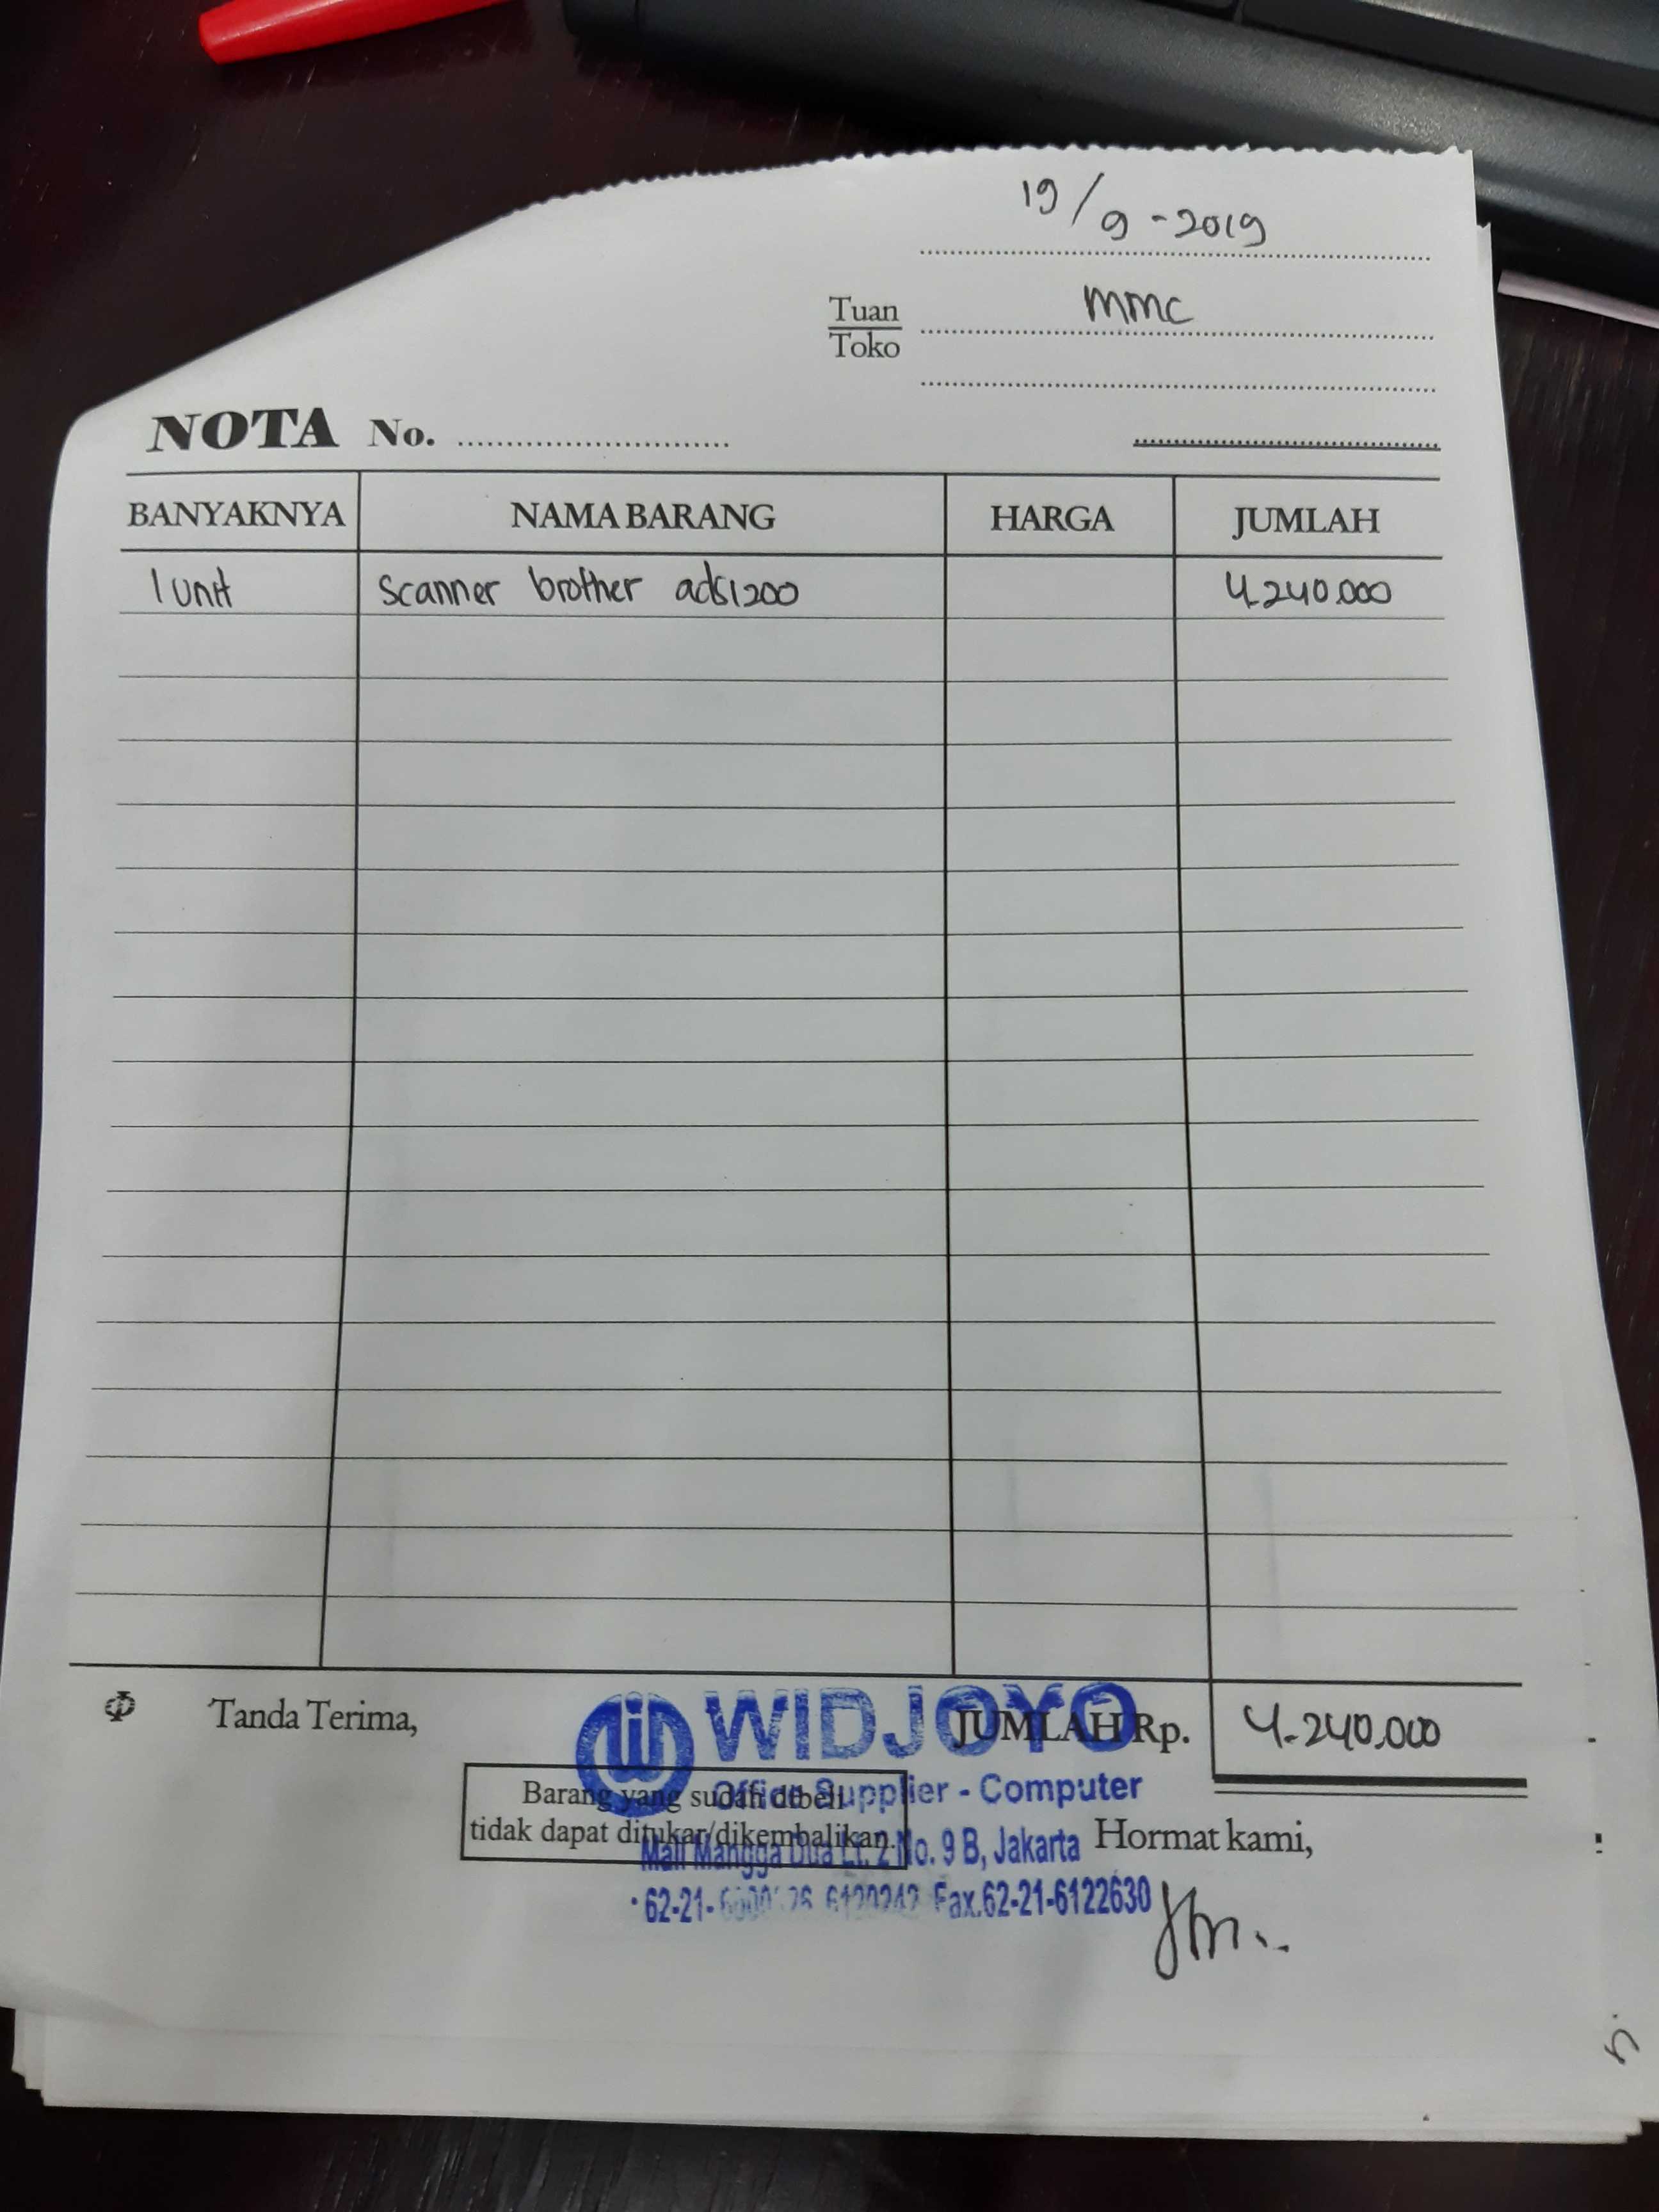 19/9-2019
Tuan
Toko
mmc
NOTA No.
BANYAKNYA NAMA BARANG HARGA JUMLAH
1 unit scanner brother ads1200 4.240.000
Tanda Terima,
WIDJOYO
JUMLAH Rp. 4.240.000
Office Supplier - Computer
Barang yang sudah dibeli
tidak dapat ditukar/dikembalikan.
Mall Mangga Dua Lt. 2 No. 9 B, Jakarta
Hormat kami,
62-21- Fax.62-21-6122630